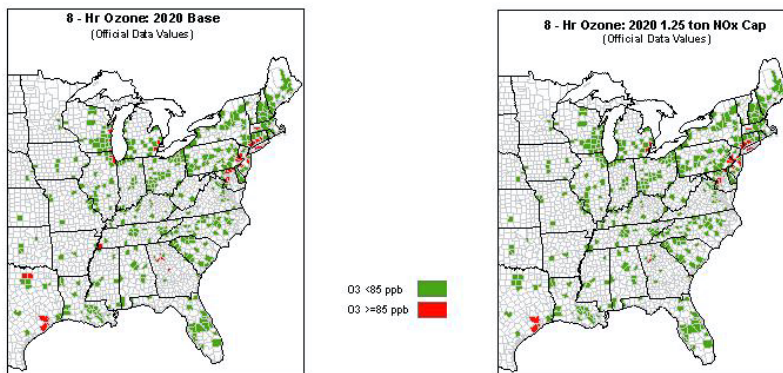 8 - Hr Ozone: 2020 Base
(Official Data Values)
8 - Hr Ozone: 2020 1.25 ton NOx Cap
(Official Data Values)
O3 <85 ppb
O3 >=85 ppb